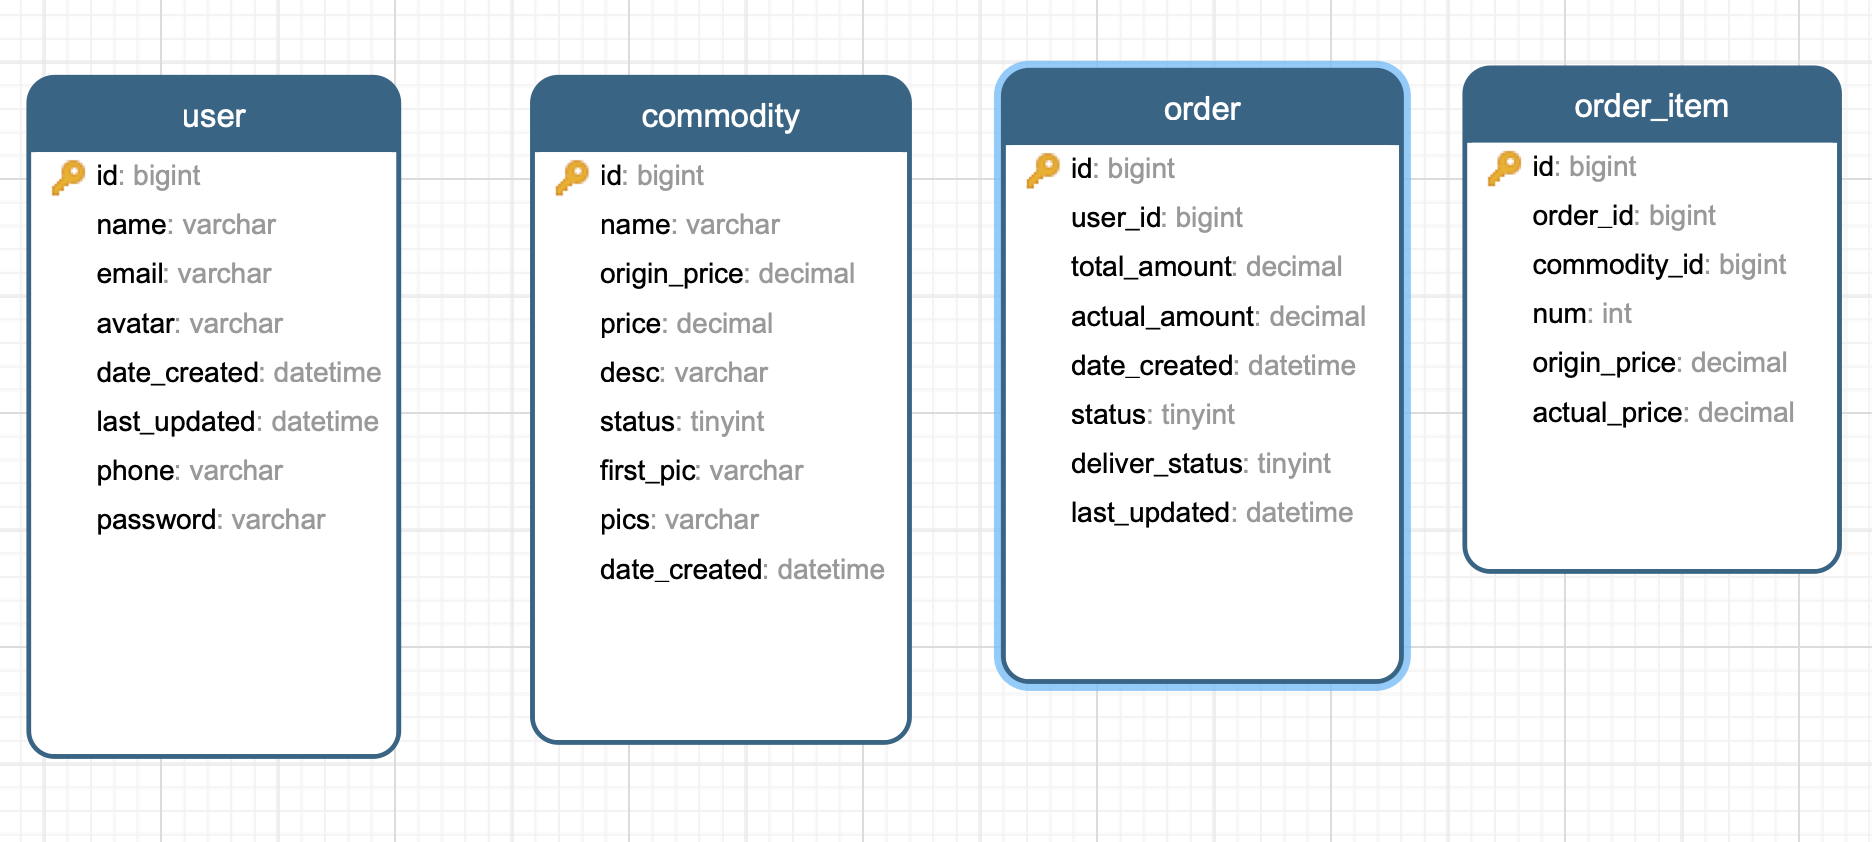 user
id: bigint
name: varchar
email: varchar
avatar: varchar
date_created: datetime
last_updated: datetime
phone: varchar
password: varchar
commodity
id: bigint
name: varchar
origin_price: decimal
price: decimal
desc: varchar
status: tinyint
first_pic: varchar
pics: varchar
date_created: datetime
order
id: bigint
user_id: bigint
total_amount: decimal
actual_amount: decimal
date_created: datetime
status: tinyint
deliver_status: tinyint
last_updated: datetime
order_item
id: bigint
order_id: bigint
commodity_id: bigint
num: int
origin_price: decimal
actual_price: decimal